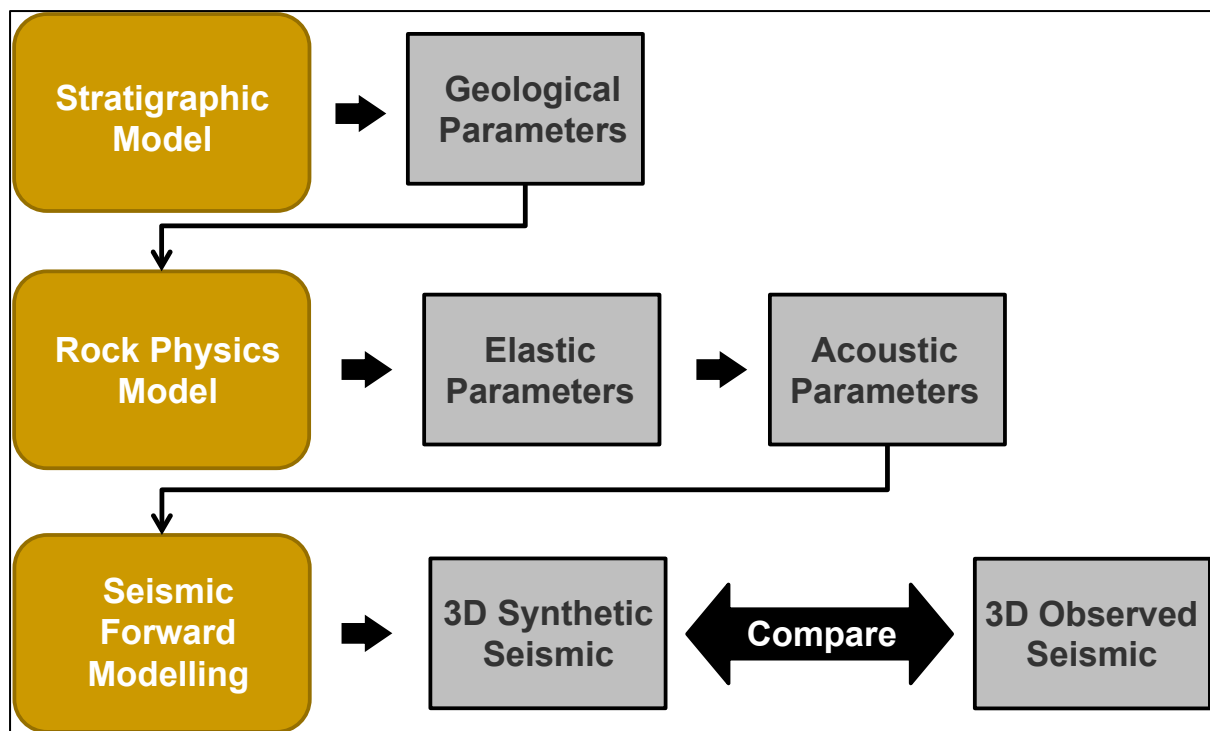 Stratigraphic
Model
Geological
Parameters
Rock Physics
Model
Elastic
Parameters
Acoustic
Parameters
Seismic
Forward
Modelling
3D Synthetic
Seismic
Compare
3D Observed
Seismic